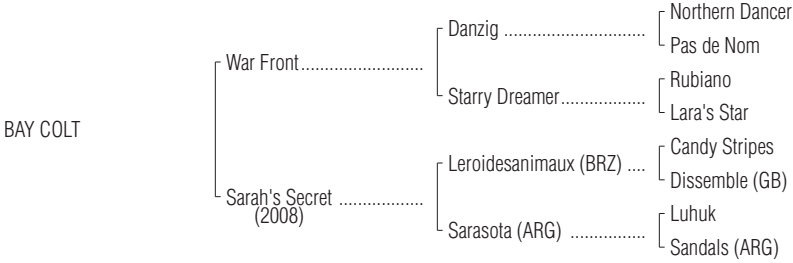 Northern Dancer
Danzig ..............................
Pas de Nom
War Front..........................
Rubiano
Starry Dreamer..................
Lara's Star
BAY COLT
Candy Stripes
Leroidesanimaux (BRZ) ....
Dissemble (GB)
Sarah's Secret ..................
(2008)
Luhuk
Sarasota (ARG) ................
Sandals (ARG)